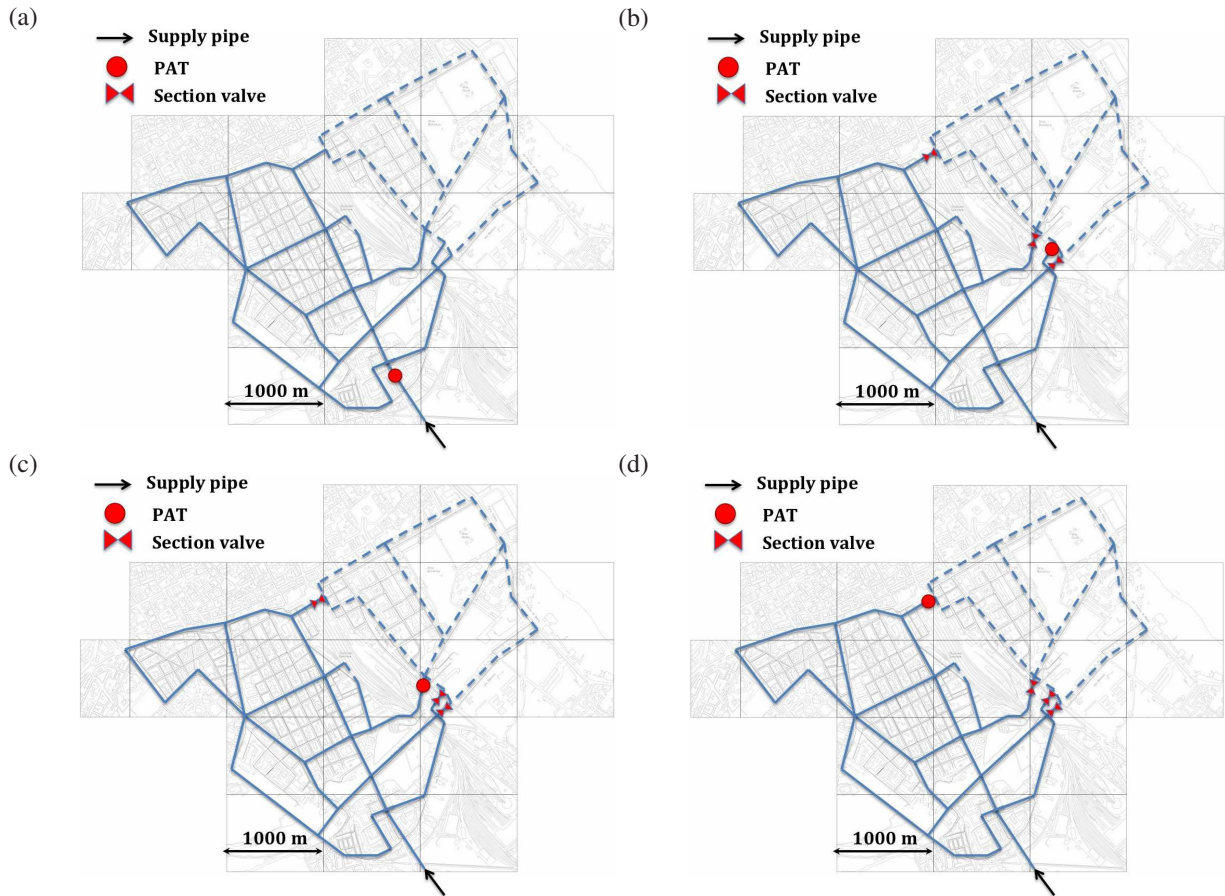 (a)
Supply pipe
PAT
Section valve
1000 m
(b)
Supply pipe
PAT
Section valve
1000 m
(c)
Supply pipe
PAT
Section valve
1000 m
(d)
Supply pipe
PAT
Section valve
1000 m